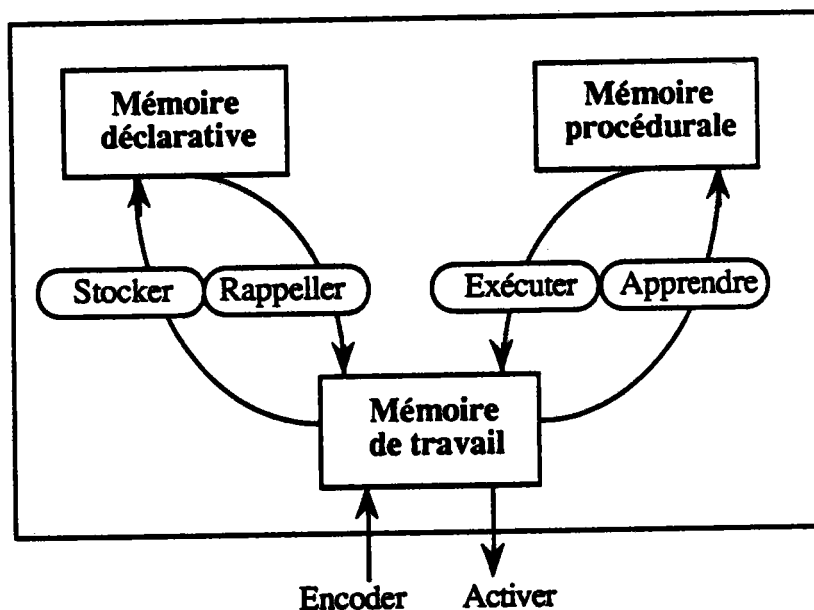 Mémoire
déclarative
Mémoire
procédurale
Stocker
Rappeller
Exécuter
Apprendre
Mémoire
de travail
Encoder
Activer